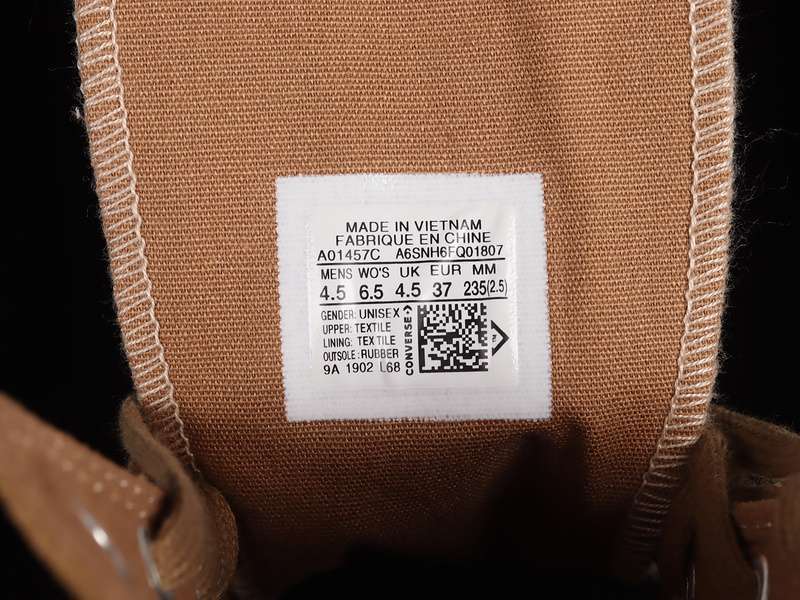 MADE IN VIETNAM
FABRIQUE EN CHINE
A01457C A6SNH6FQ01807
MENS WO'S UK EUR MM
4.5 6.5 4.5 37 235(2.5)
GENDER: UNISEX
UPPER: TEXTILE
LINING: TEXTILE
OUTSOLE: RUBBER
9A 1902 L68
CONVERSE
TM